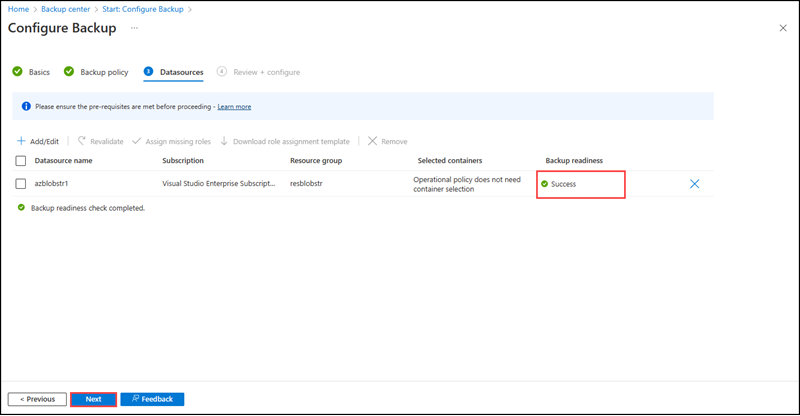 Home > Backup center > Start: Configure Backup >
Configure Backup ...
Basics Backup policy 3 Datasources 4 Review + configure
Please ensure the pre-requisites are met before proceeding - Learn more
Add/Edit Revalidate Assign missing roles Download role assignment template Remove
Datasource name Subscription Resource group Selected containers Backup readiness
azblobstr1 Visual Studio Enterprise Subscript... resblobstr Operational policy does not need Success
container selection
Backup readiness check completed.
< Previous Next Feedback